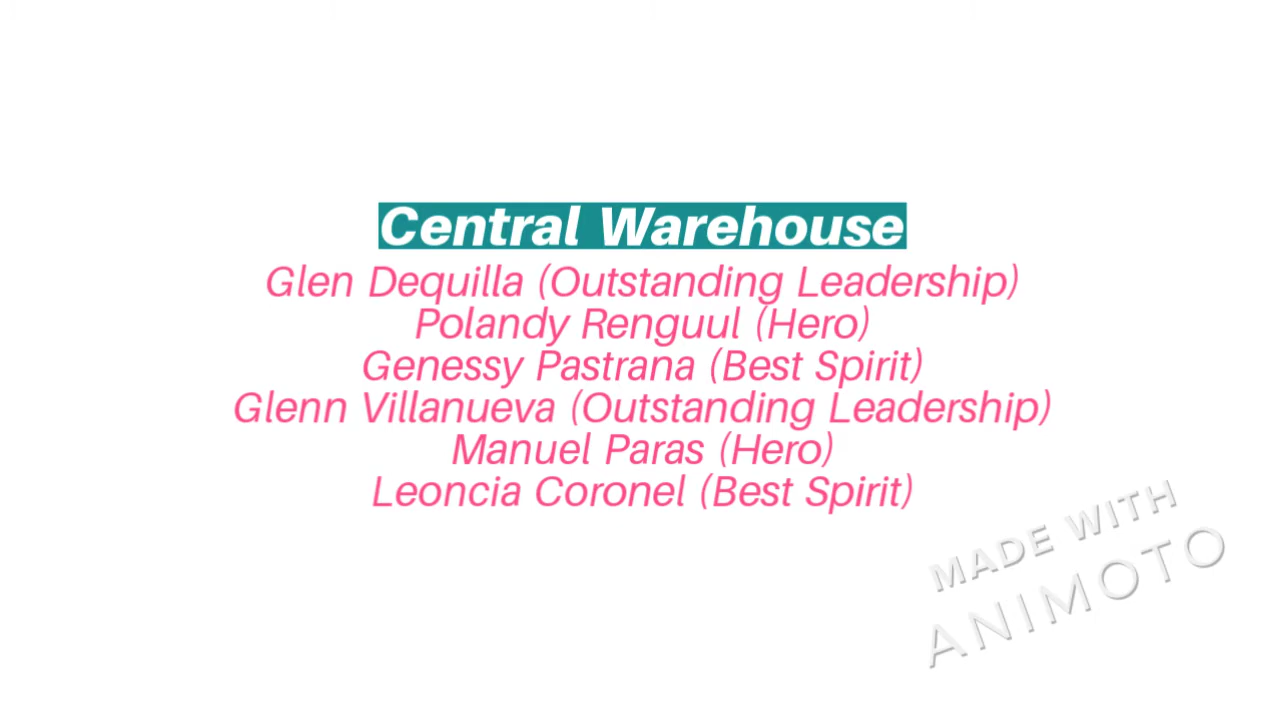 Central Warehouse
Glen Dequilla (Outstanding Leadership)
Polandy Renguul (Hero)
Genessy Pastrana (Best Spirit)
Glenn Villanueva (Outstanding Leadership)
Manuel Paras (Hero)
Leoncia Coronel (Best Spirit)
MADE WITH
ANIMOTO